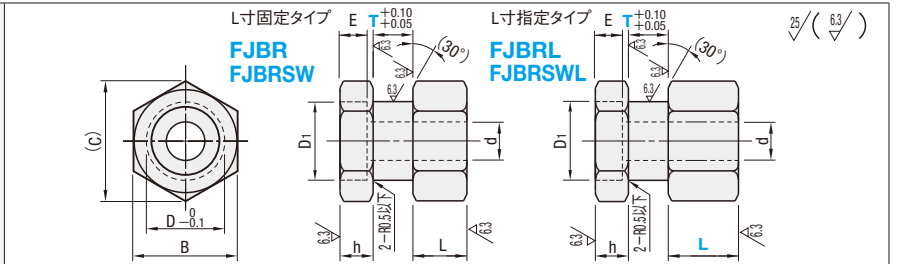 L寸固定タイプ
FJBR
FJBRSW
E
T +0.10 +0.05
6.3
6.3
(30°)
6.3
D1
d
2−R0.5以下
6.3
h
L
6.3
(C)
D 0 −0.1
B
L寸指定タイプ
FJBRL
FJBRSWL
E
T +0.10 +0.05
6.3
6.3
(30°)
6.3
D1
d
2−R0.5以下
6.3
h
L
6.3
25 ( 6.3 )